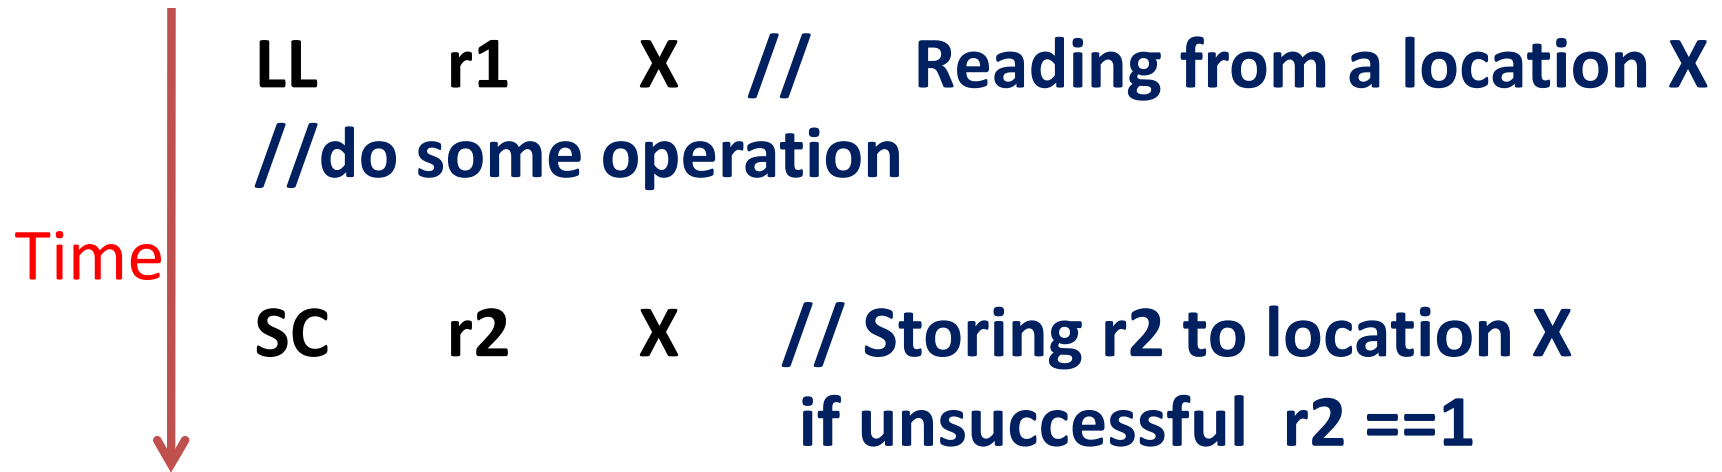 LL r1 X // Reading from a location X
//do some operation
Time
SC r2 X // Storing r2 to location X
if unsuccessful r2 ==1